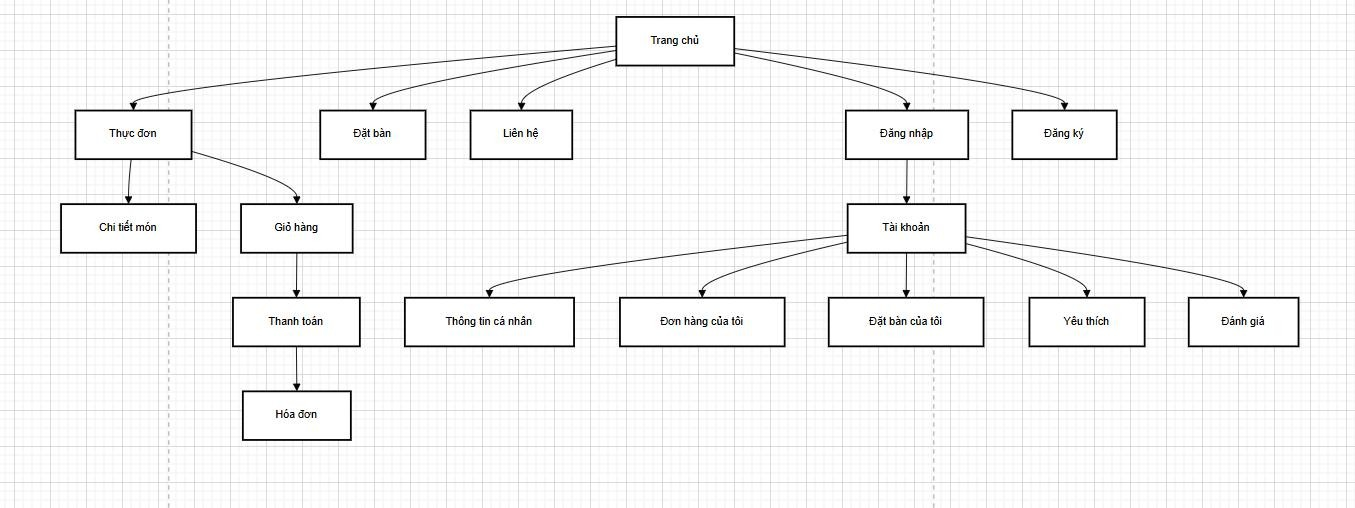 Trang chủ
Thực đơn
Đặt bàn
Liên hệ
Đăng nhập
Đăng ký
Chi tiết món
Giỏ hàng
Tài khoản
Thanh toán
Thông tin cá nhân
Đơn hàng của tôi
Đặt bàn của tôi
Yêu thích
Đánh giá
Hóa đơn